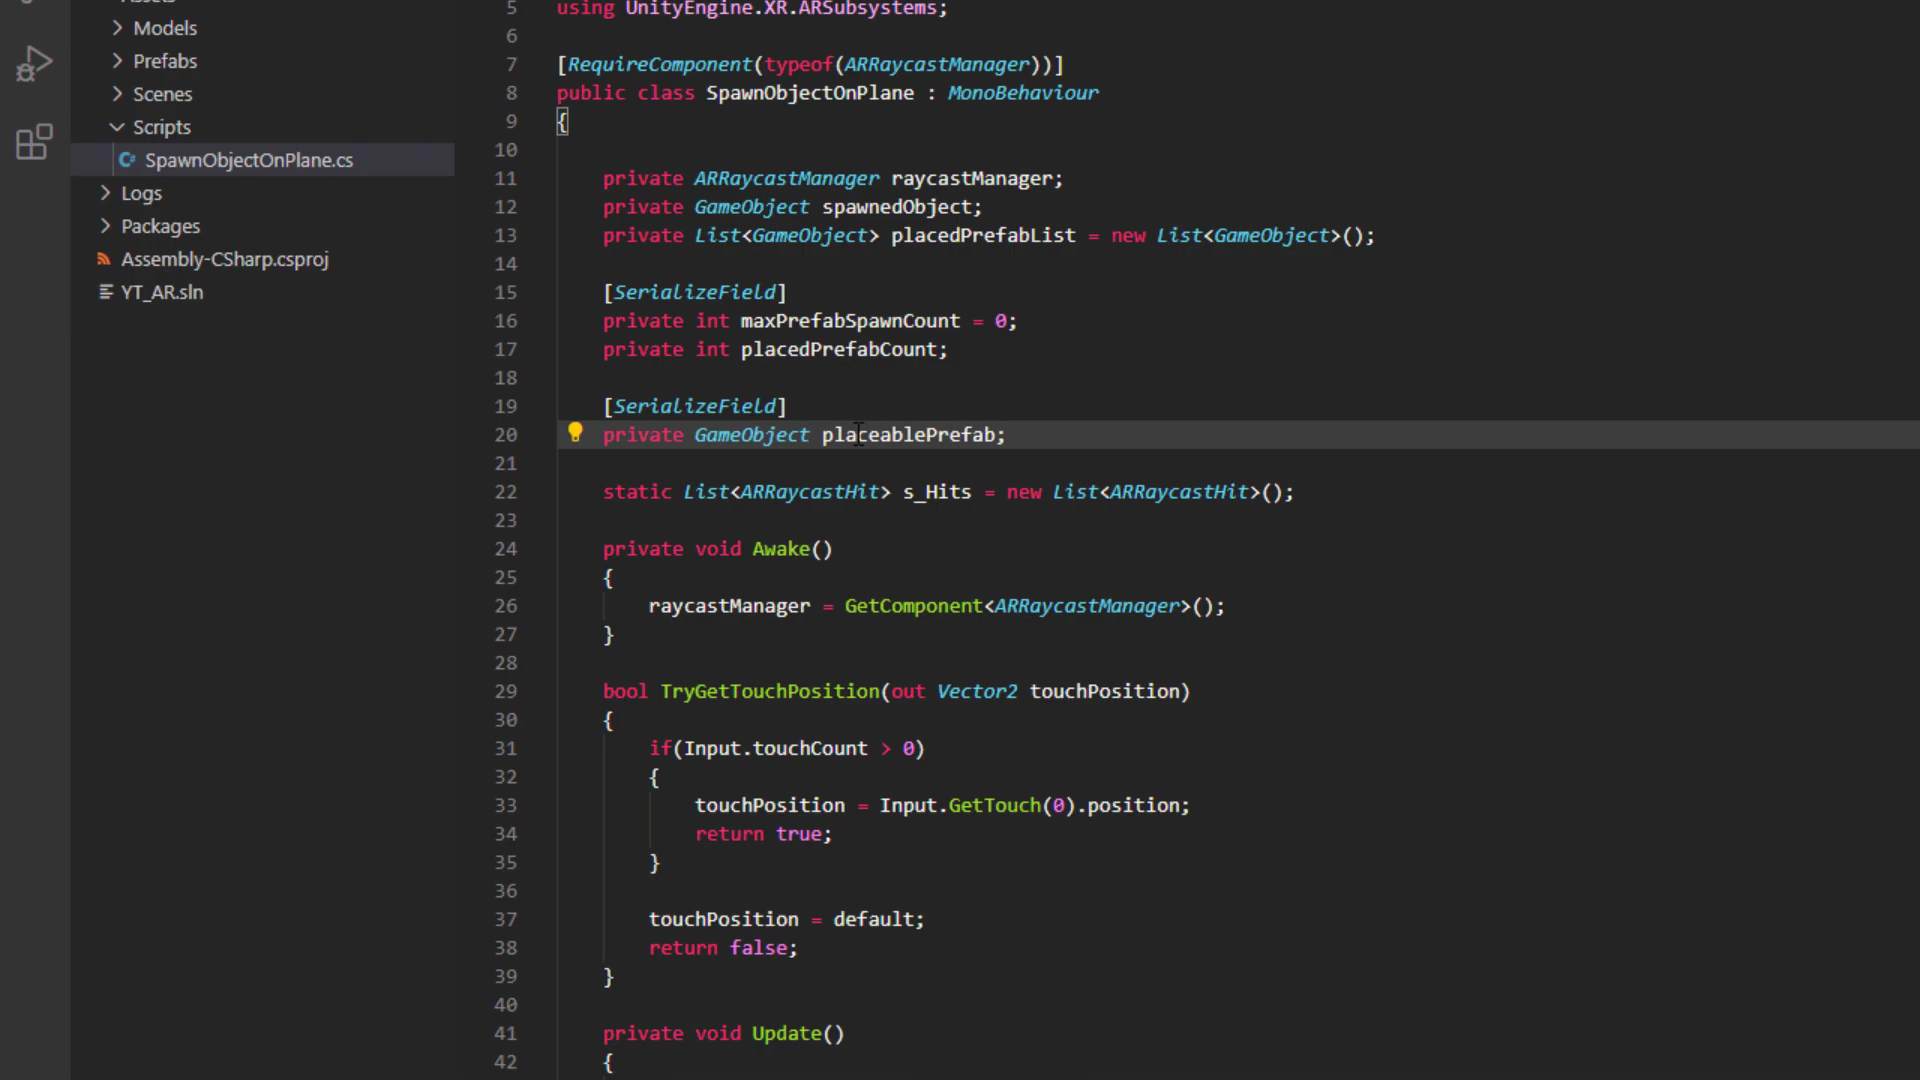 Assets
Models
Prefabs
Scenes
Scripts
SpawnObjectOnPlane.cs
Logs
Packages
Assembly-CSharp.csproj
YT_AR.sln
5 using UnityEngine.XR.ARSubsystems;
6
7 [RequireComponent(typeof(ARRaycastManager))]
8 public class SpawnObjectOnPlane : MonoBehaviour
9 {
10
11 private ARRaycastManager raycastManager;
12 private GameObject spawnedObject;
13 private List<GameObject> placedPrefabList = new List<GameObject>();
14
15 [SerializeField]
16 private int maxPrefabSpawnCount = 0;
17 private int placedPrefabCount;
18
19 [SerializeField]
20 private GameObject placeablePrefab;
21
22 static List<ARRaycastHit> s_Hits = new List<ARRaycastHit>();
23
24 private void Awake()
25 {
26 raycastManager = GetComponent<ARRaycastManager>();
27 }
28
29 bool TryGetTouchPosition(out Vector2 touchPosition)
30 {
31 if(Input.touchCount > 0)
32 {
33 touchPosition = Input.GetTouch(0).position;
34 return true;
35 }
36
37 touchPosition = default;
38 return false;
39 }
40
41 private void Update()
42 {